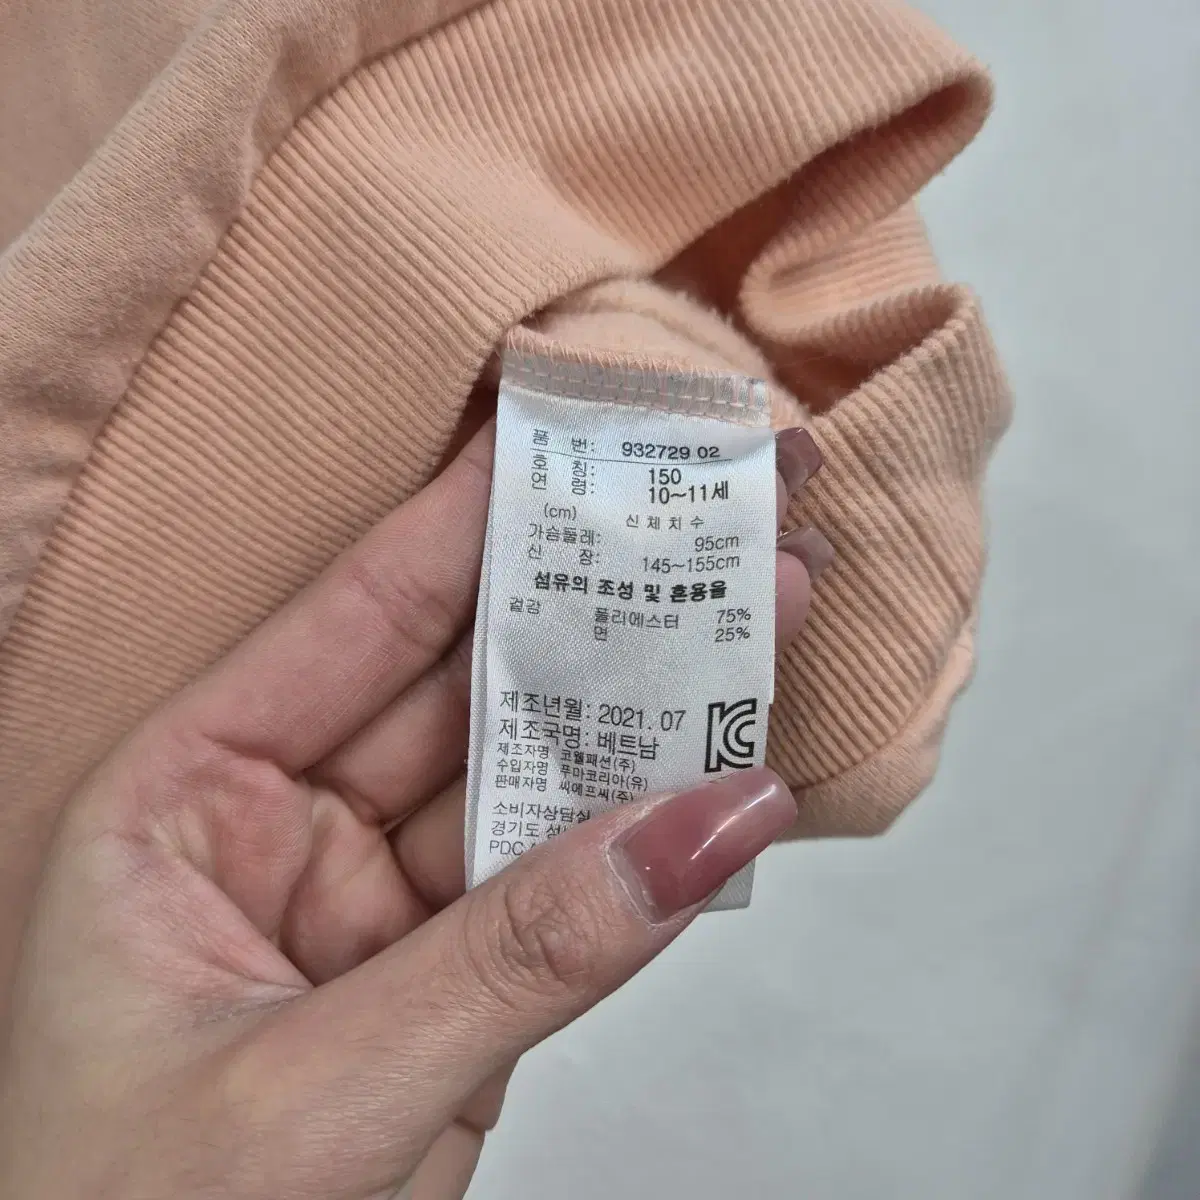 품 번: 932729 02
호 칭: 150
연 령: 10~11세
(cm) 신체치수
가슴둘레: 95cm
신 장: 145~155cm
섬유의 조성 및 혼용율
겉감 폴리에스터 75%
면 25%
제조년월: 2021. 07
제조국명: 베트남
제조자명 코웰패션(주)
수입자명 푸마코리아(유)
판매자명 씨에프씨(주)
소비자상담실
경기도
PDC